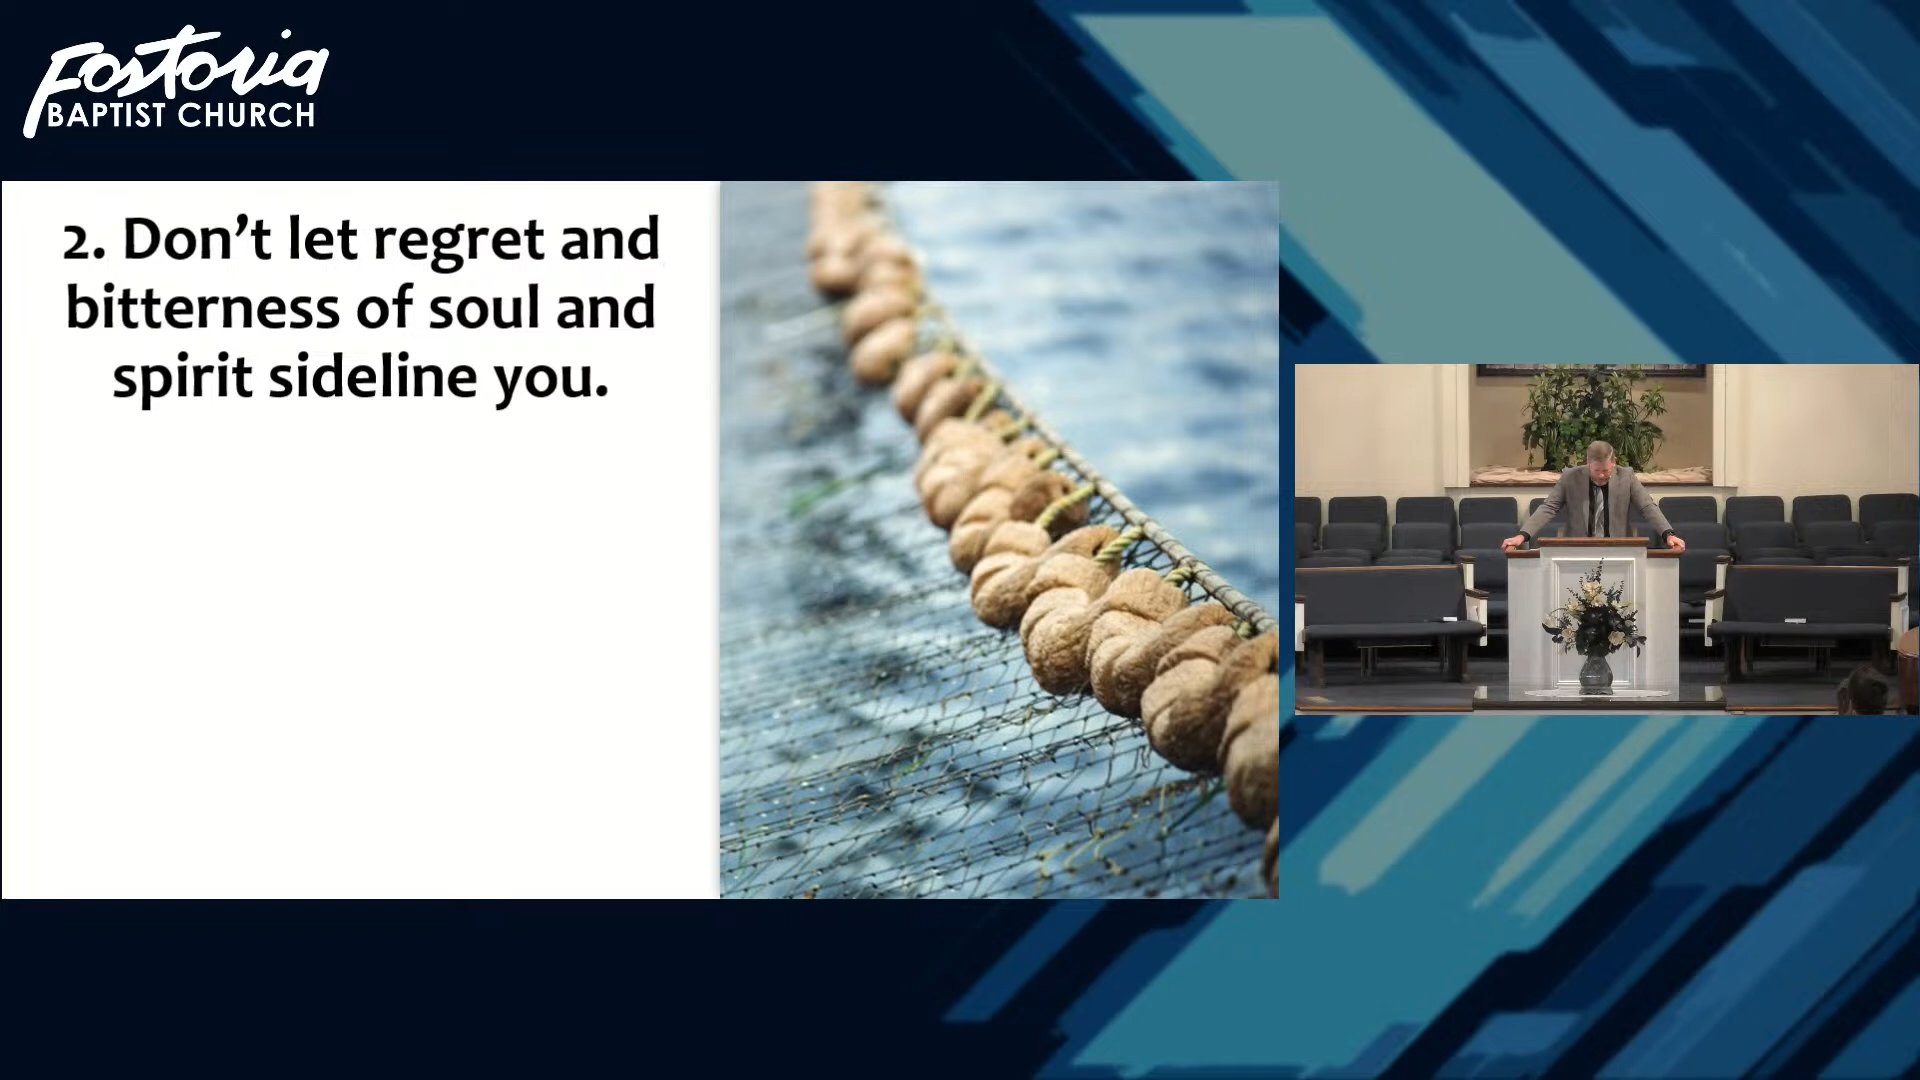 Fostoria
BAPTIST CHURCH
2. Don’t let regret and
bitterness of soul and
spirit sideline you.